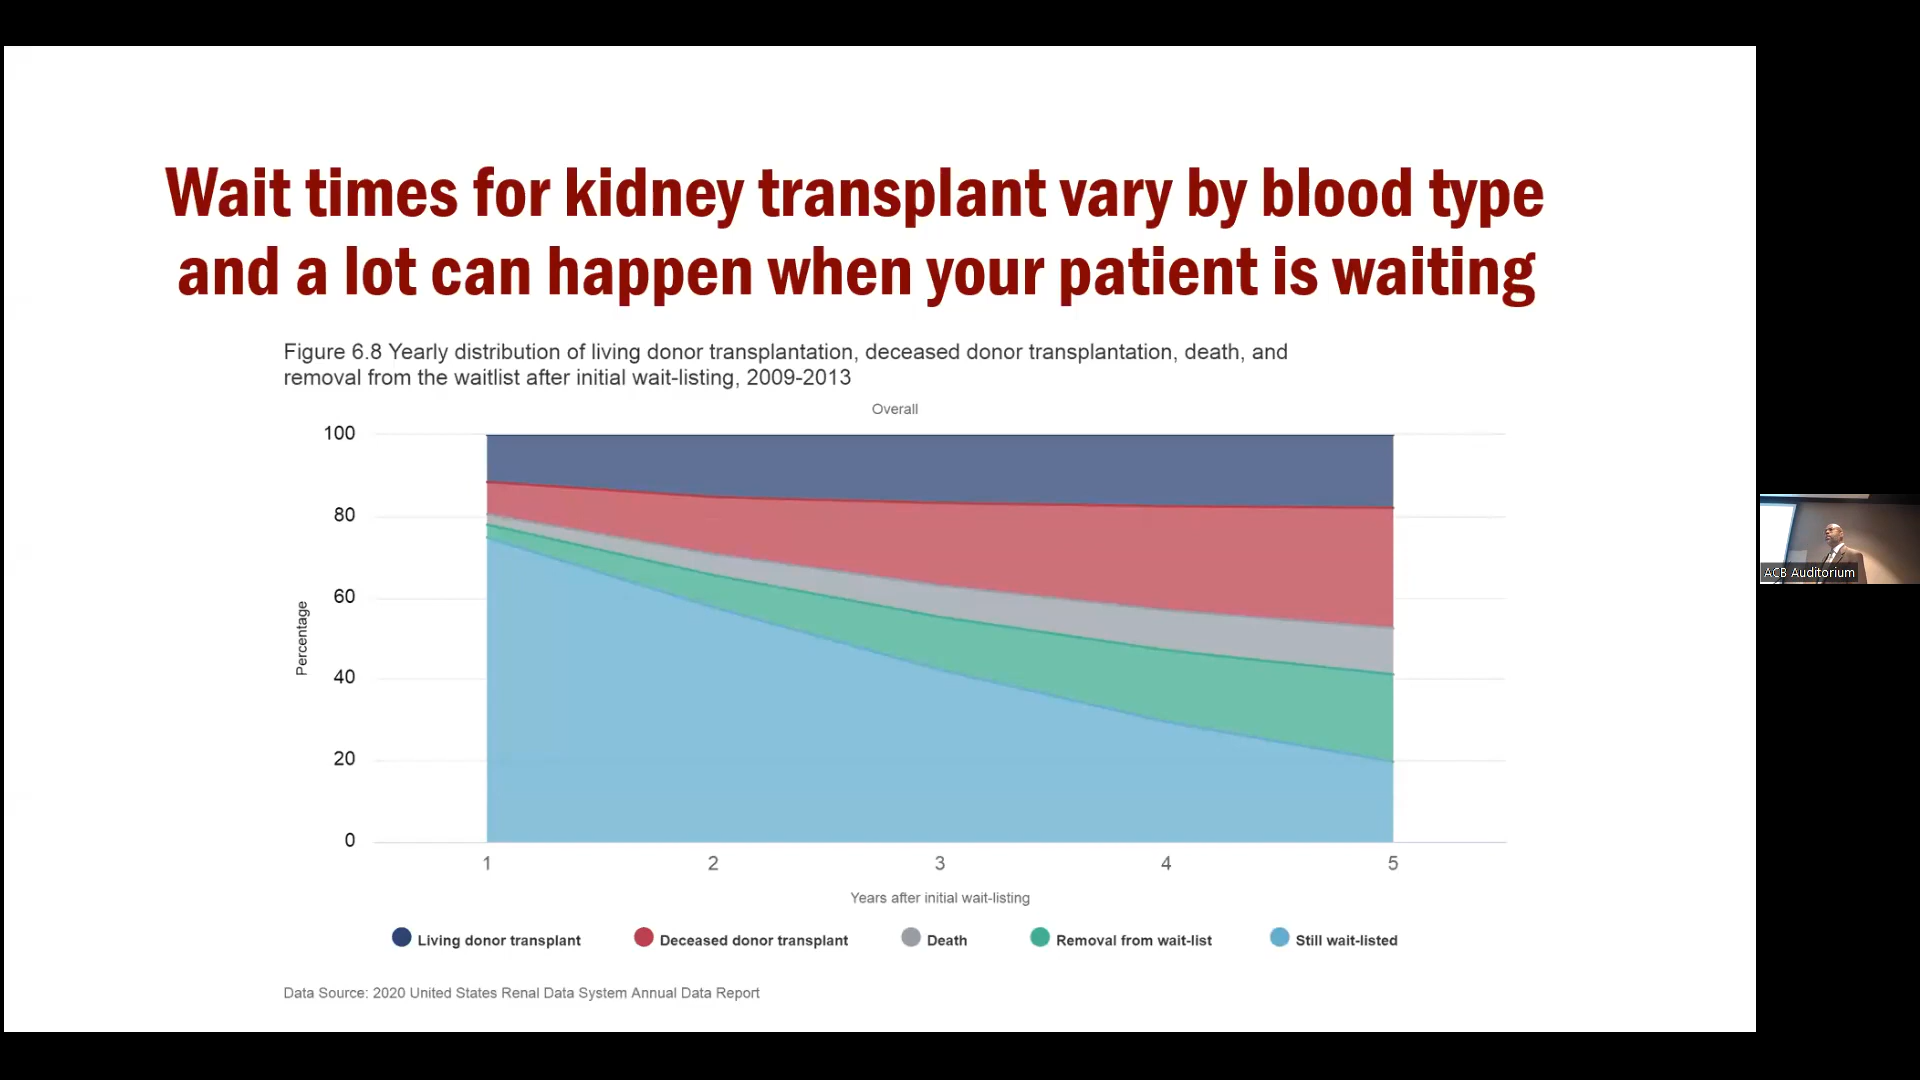 Wait times for kidney transplant vary by blood type
and a lot can happen when your patient is waiting
Figure 6.8 Yearly distribution of living donor transplantation, deceased donor transplantation, death, and
removal from the waitlist after initial wait-listing, 2009-2013
Overall
100
80
60
40
20
0
Percentage
1 2 3 4 5
Years after initial wait-listing
Living donor transplant Deceased donor transplant Death Removal from wait-list Still wait-listed
Data Source: 2020 United States Renal Data System Annual Data Report
ACB Auditorium